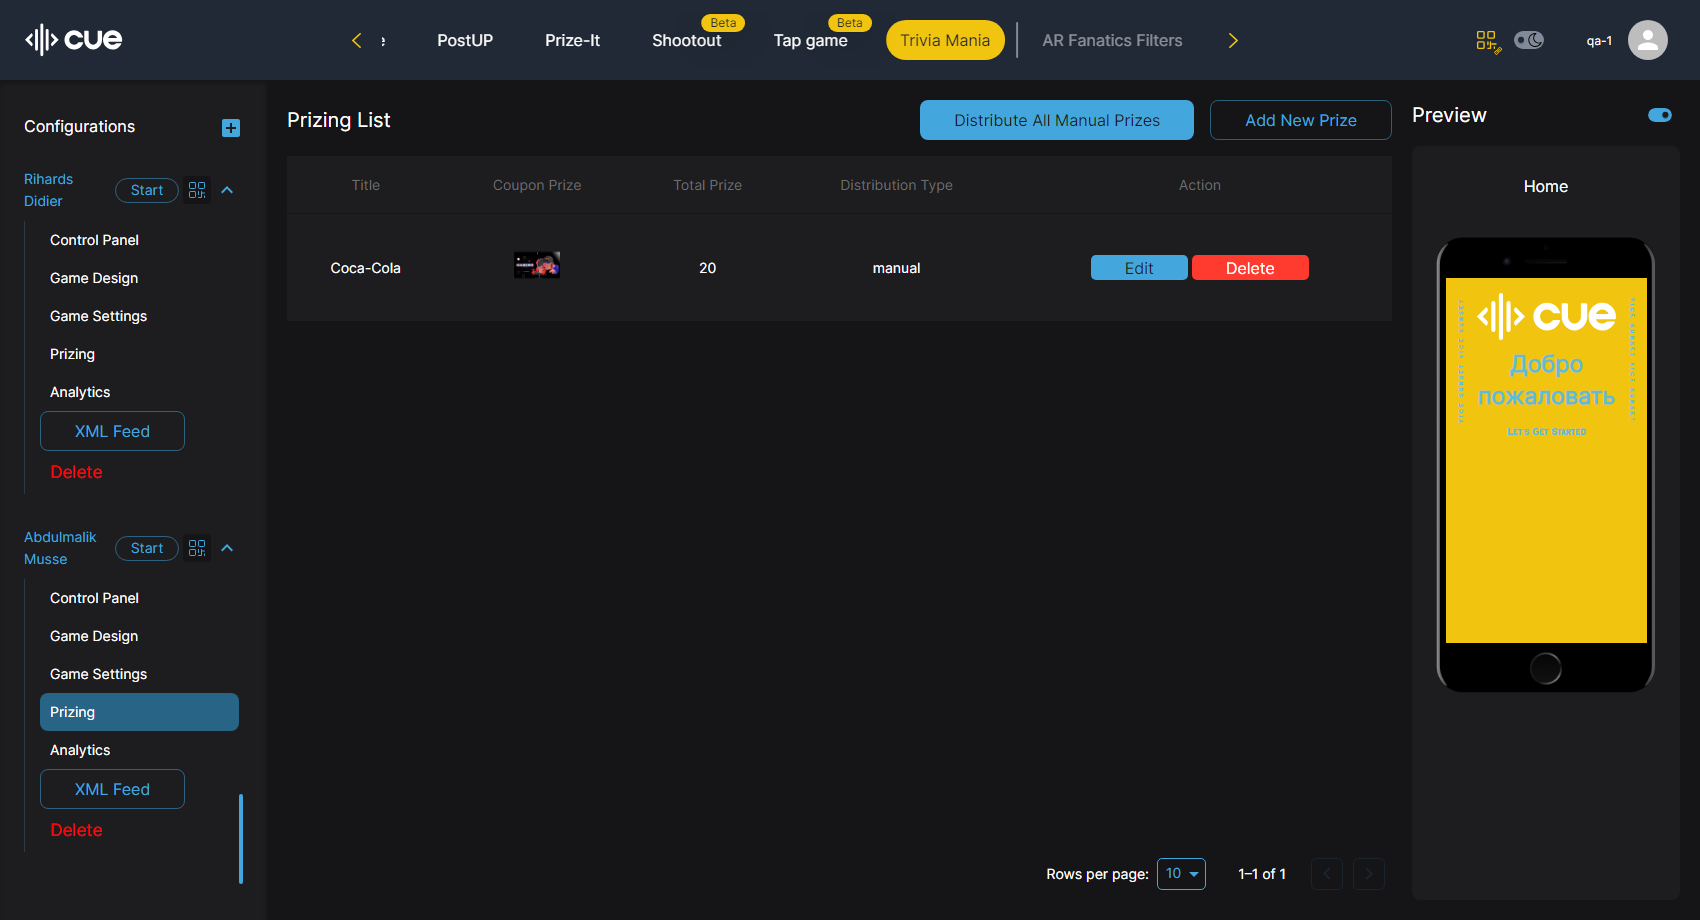 cue
PostUP
Prize-It
Beta
Shootout
Beta
Tap game
Trivia Mania
AR Fanatics Filters
qa-1
Configurations
Rihards
Didier
Start
Control Panel
Game Design
Game Settings
Prizing
Analytics
XML Feed
Delete
Abdulmalik
Musse
Start
Control Panel
Game Design
Game Settings
Prizing
Analytics
XML Feed
Delete
Prizing List
Distribute All Manual Prizes
Add New Prize
Title Coupon Prize Total Prize Distribution Type Action
Coca-Cola 20 manual Edit Delete
Rows per page: 10 1–1 of 1
Preview
Home
cue
Добро
пожаловать
Let's Get Started